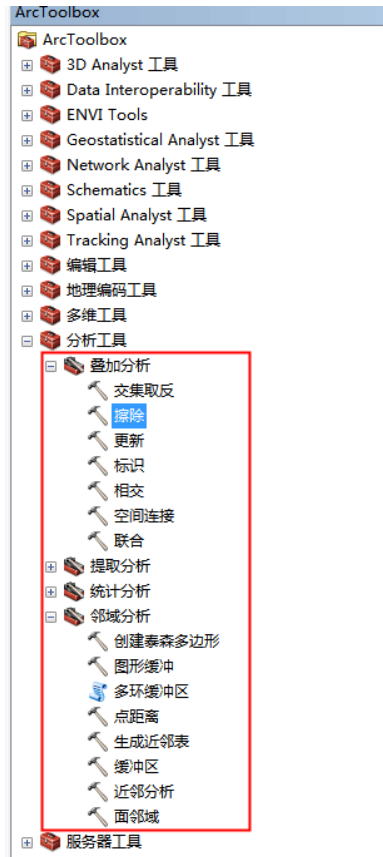 ArcToolbox
ArcToolbox
3D Analyst 工具
Data Interoperability 工具
ENVI Tools
Geostatistical Analyst 工具
Network Analyst 工具
Schematics 工具
Spatial Analyst 工具
Tracking Analyst 工具
编辑工具
地理编码工具
多维工具
分析工具
叠加分析
交集取反
擦除
更新
标识
相交
空间连接
联合
提取分析
统计分析
邻域分析
创建泰森多边形
图形缓冲
多环缓冲区
点距离
生成近邻表
缓冲区
近邻分析
面邻域
服务器工具